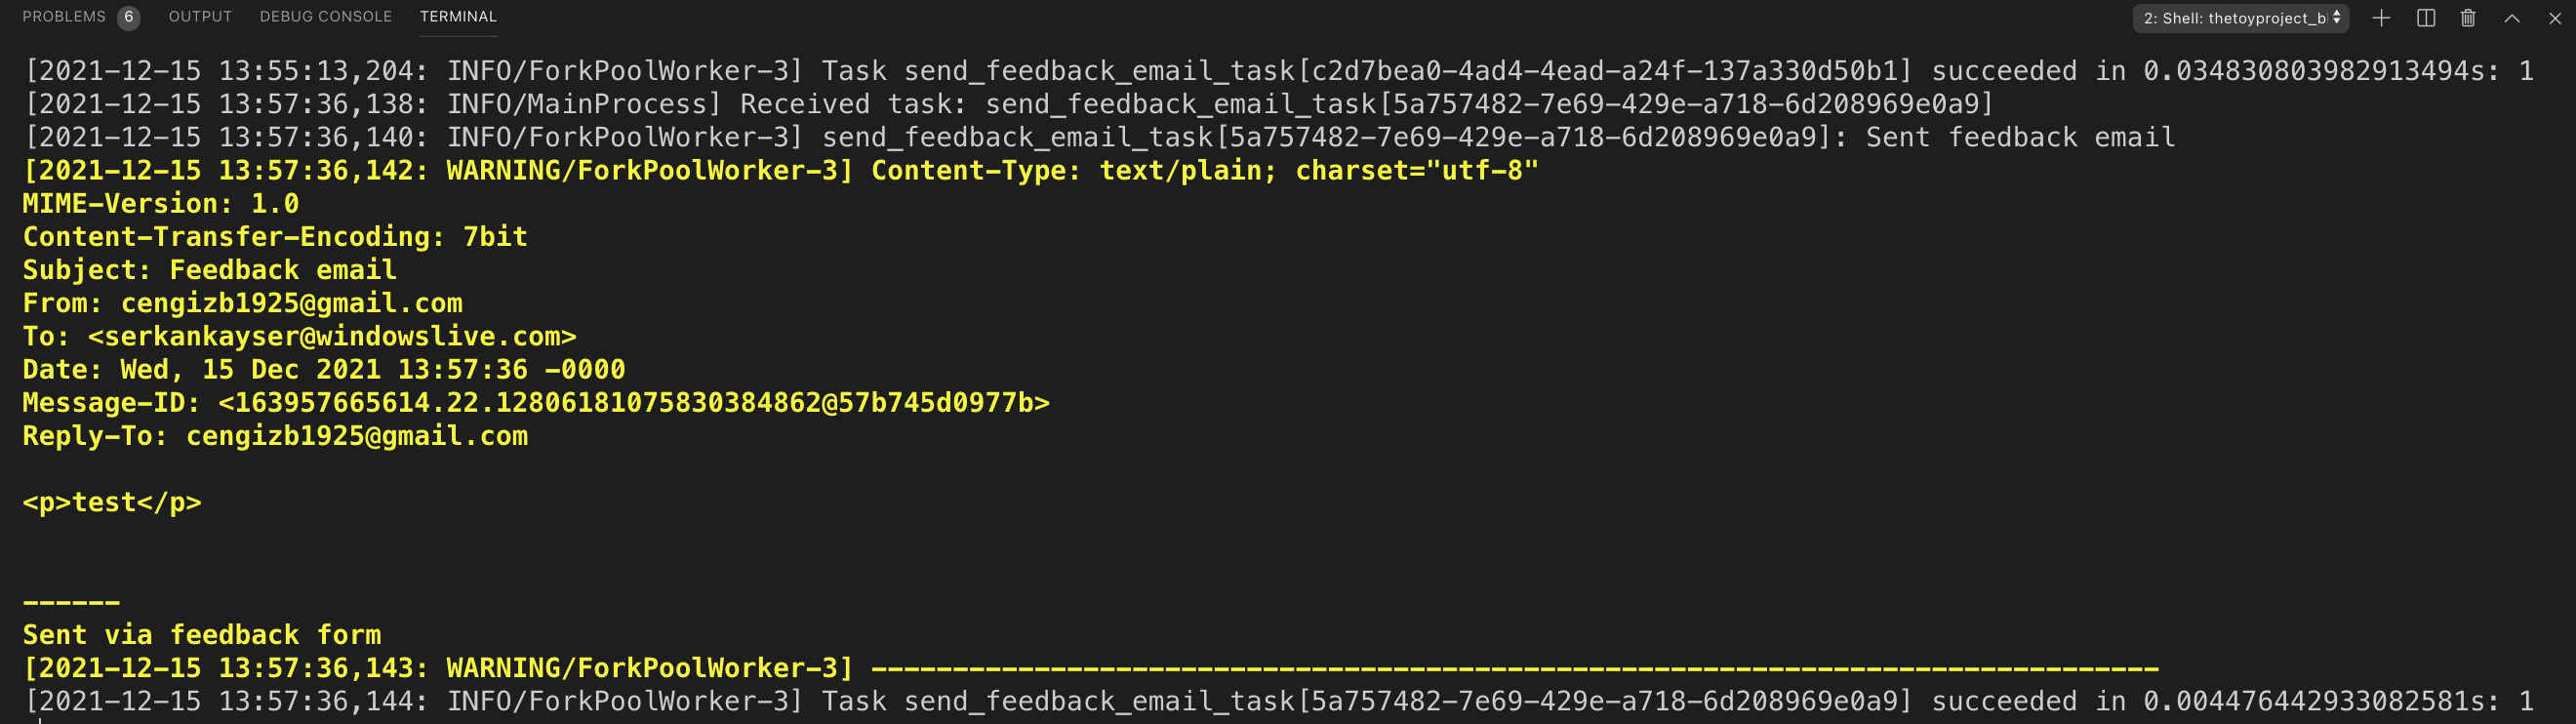 PROBLEMS 6 OUTPUT DEBUG CONSOLE TERMINAL 2: Shell: thetoyproject_b
[2021-12-15 13:55:13,204: INFO/ForkPoolWorker-3] Task send_feedback_email_task[c2d7bea0-4ad4-4ead-a24f-137a330d50b1] succeeded in 0.034830803982913494s: 1
[2021-12-15 13:57:36,138: INFO/MainProcess] Received task: send_feedback_email_task[5a757482-7e69-429e-a718-6d208969e0a9]
[2021-12-15 13:57:36,140: INFO/ForkPoolWorker-3] send_feedback_email_task[5a757482-7e69-429e-a718-6d208969e0a9]: Sent feedback email
[2021-12-15 13:57:36,142: WARNING/ForkPoolWorker-3] Content-Type: text/plain; charset="utf-8"
MIME-Version: 1.0
Content-Transfer-Encoding: 7bit
Subject: Feedback email
From: cengizb1925@gmail.com
To: <serkankayser@windowslive.com>
Date: Wed, 15 Dec 2021 13:57:36 -0000
Message-ID: <163957665614.22.12806181075830384862@57b745d0977b>
Reply-To: cengizb1925@gmail.com
<p>test</p>
------
Sent via feedback form
[2021-12-15 13:57:36,143: WARNING/ForkPoolWorker-3] -------------------------------------------------------------------------------
[2021-12-15 13:57:36,144: INFO/ForkPoolWorker-3] Task send_feedback_email_task[5a757482-7e69-429e-a718-6d208969e0a9] succeeded in 0.004476442933082581s: 1